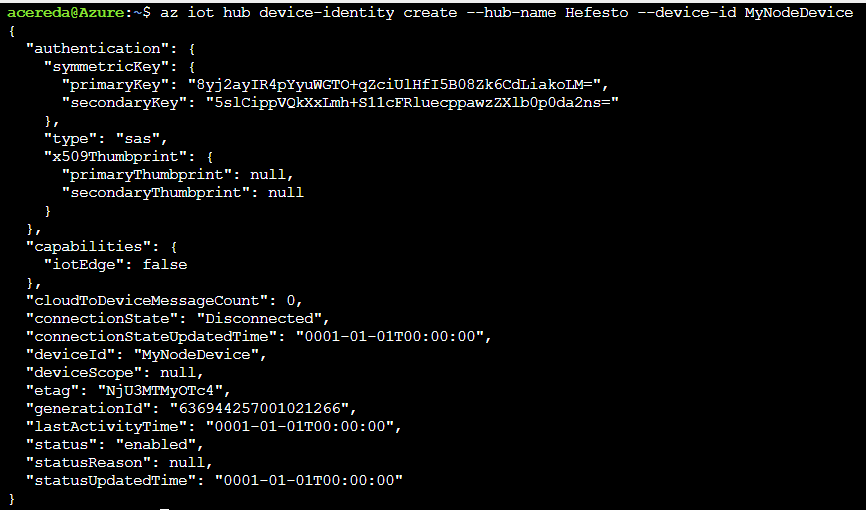 acereda@Azure:~$ az iot hub device-identity create --hub-name Hefesto --device-id MyNodeDevice
{
  "authentication": {
    "symmetricKey": {
      "primaryKey": "8yj2ayIR4pYyuWGTO+qZciUlHfI5B08Zk6CdLiakoLM=",
      "secondaryKey": "5slCippVQkXxLmh+S11cFRluecppawzZXlb0p0da2ns="
    },
    "type": "sas",
    "x509Thumbprint": {
      "primaryThumbprint": null,
      "secondaryThumbprint": null
    }
  },
  "capabilities": {
    "iotEdge": false
  },
  "cloudToDeviceMessageCount": 0,
  "connectionState": "Disconnected",
  "connectionStateUpdatedTime": "0001-01-01T00:00:00",
  "deviceId": "MyNodeDevice",
  "deviceScope": null,
  "etag": "NjU3MTMyOTc4",
  "generationId": "636944257001021266",
  "lastActivityTime": "0001-01-01T00:00:00",
  "status": "enabled",
  "statusReason": null,
  "statusUpdatedTime": "0001-01-01T00:00:00"
}